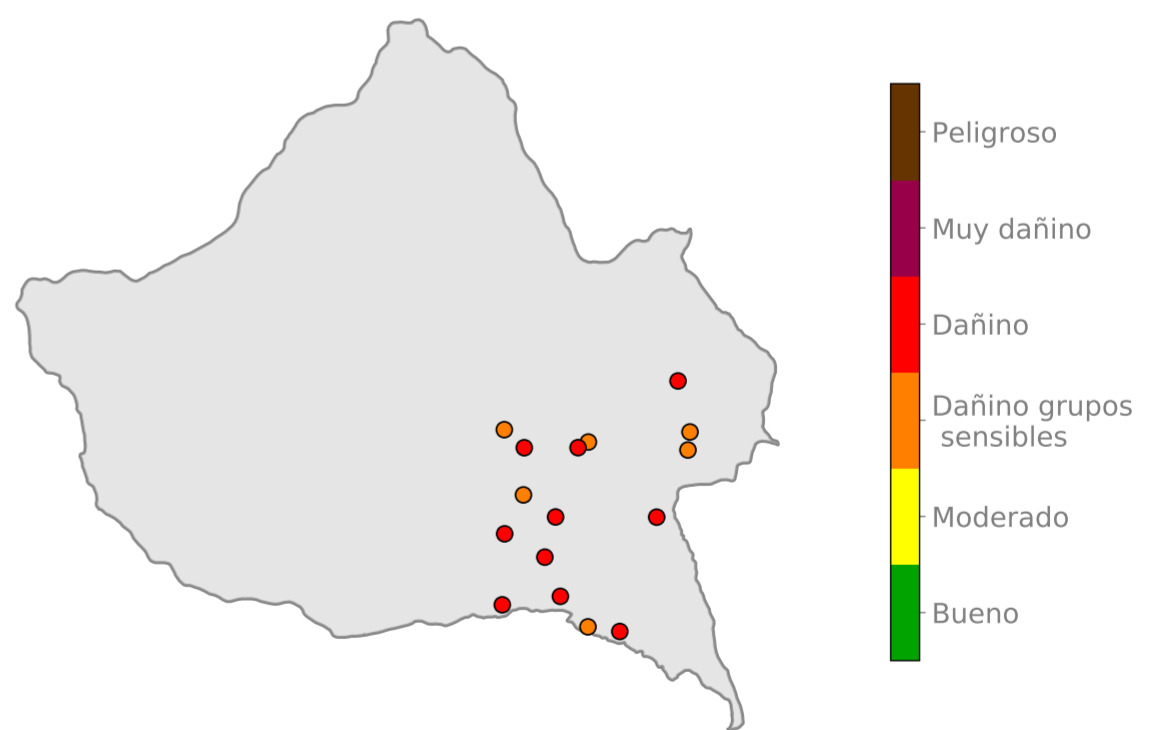 Peligroso
Muy dañino
Dañino
Dañino grupos
sensibles
Moderado
Bueno